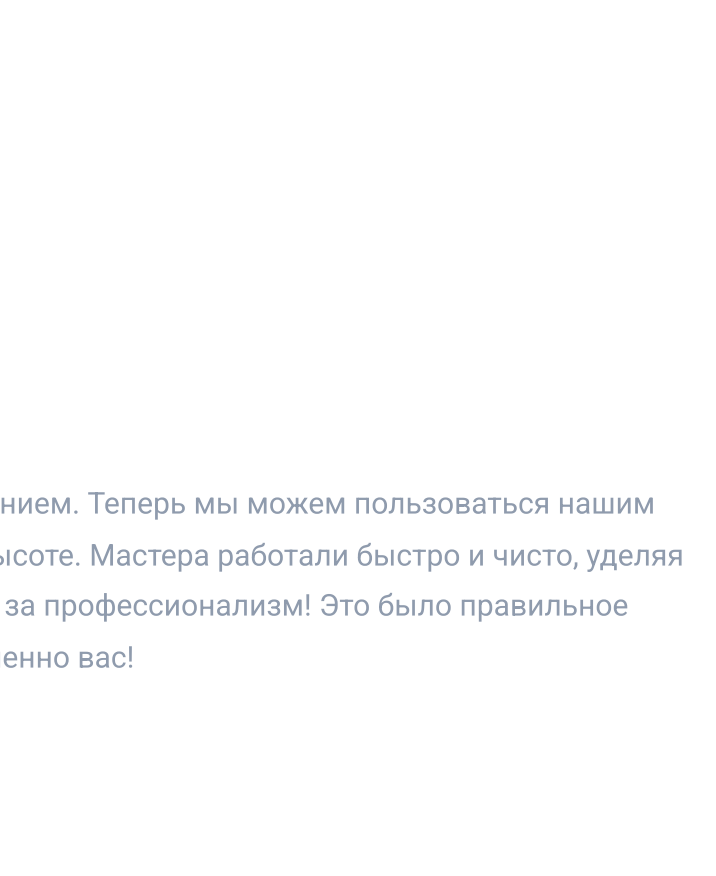 нием. Теперь мы можем пользоваться нашим
ысоте. Мастера работали быстро и чисто, уделяя
за профессионализм! Это было правильное
енно вас!